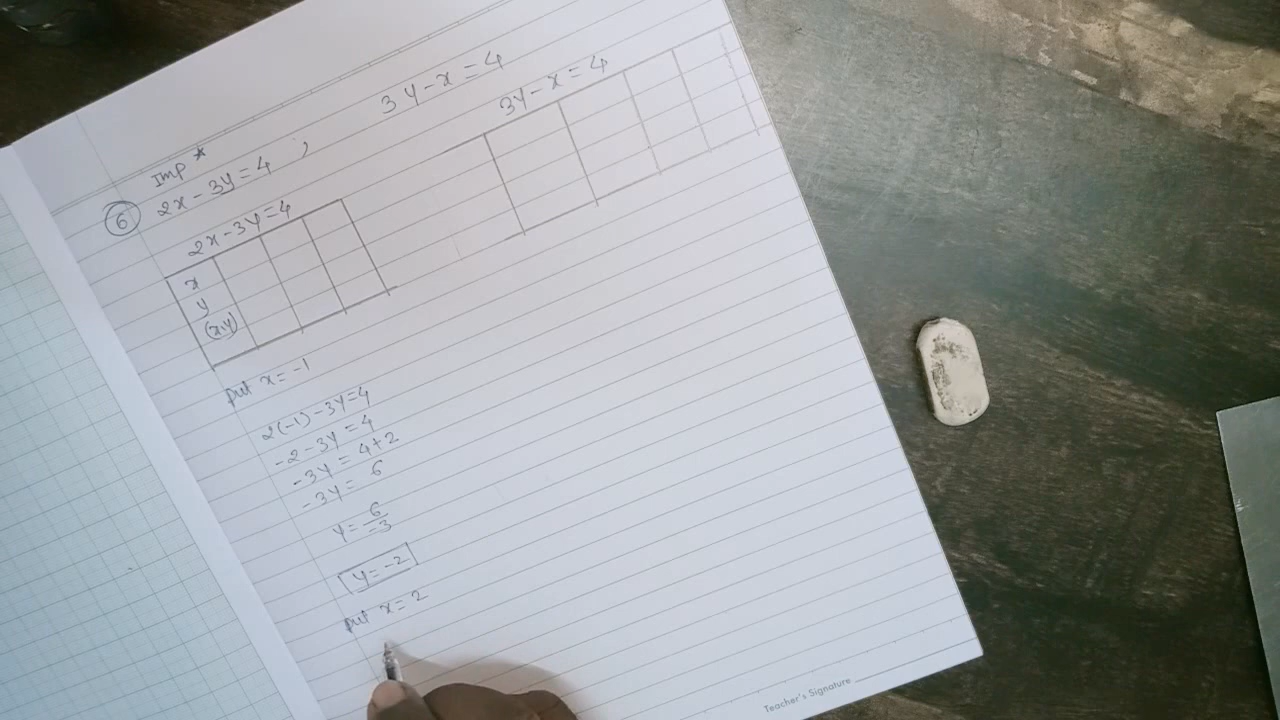 Imp *
6 2x - 3y = 4 , 3y - x = 4
2x - 3y = 4 3y - x = 4
x
y
(x,y)
put x = -1
2(-1) - 3y = 4
-2 - 3y = 4
-3y = 4 + 2
-3y = 6
y = 6/-3
y = -2
put x = 2
Teacher's Signature